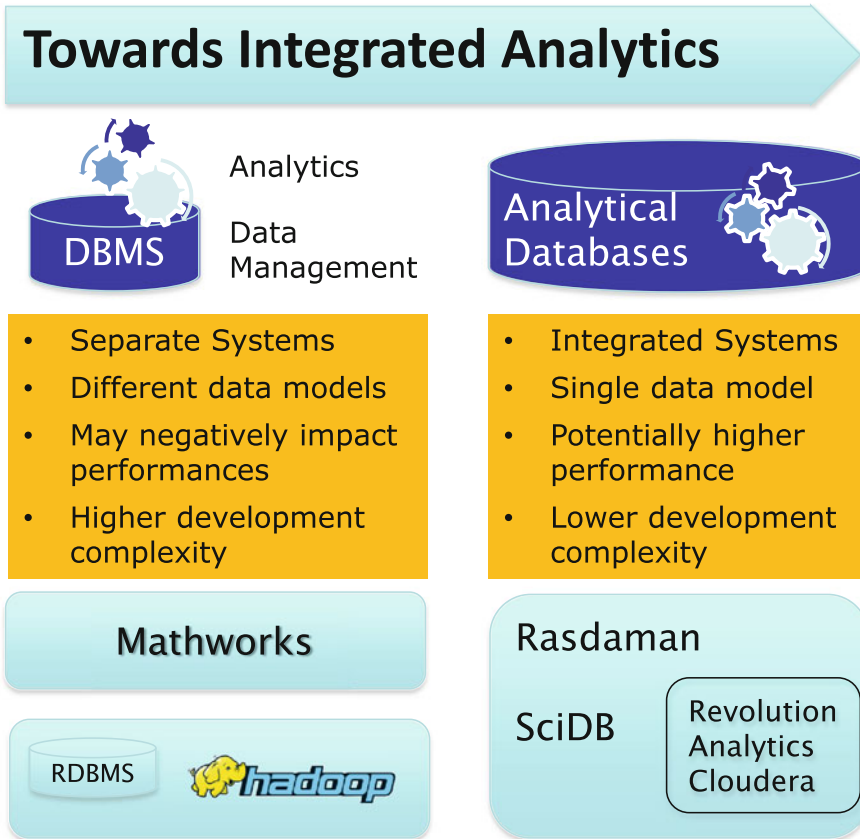 Towards Integrated Analytics
Analytics
Data
Management
DBMS
• Separate Systems
• Different data models
• May negatively impact
performances
• Higher development
complexity
Mathworks
RDBMS
hadoop
Analytical
Databases
• Integrated Systems
• Single data model
• Potentially higher
performance
• Lower development
complexity
Rasdaman
SciDB
Revolution
Analytics
Cloudera